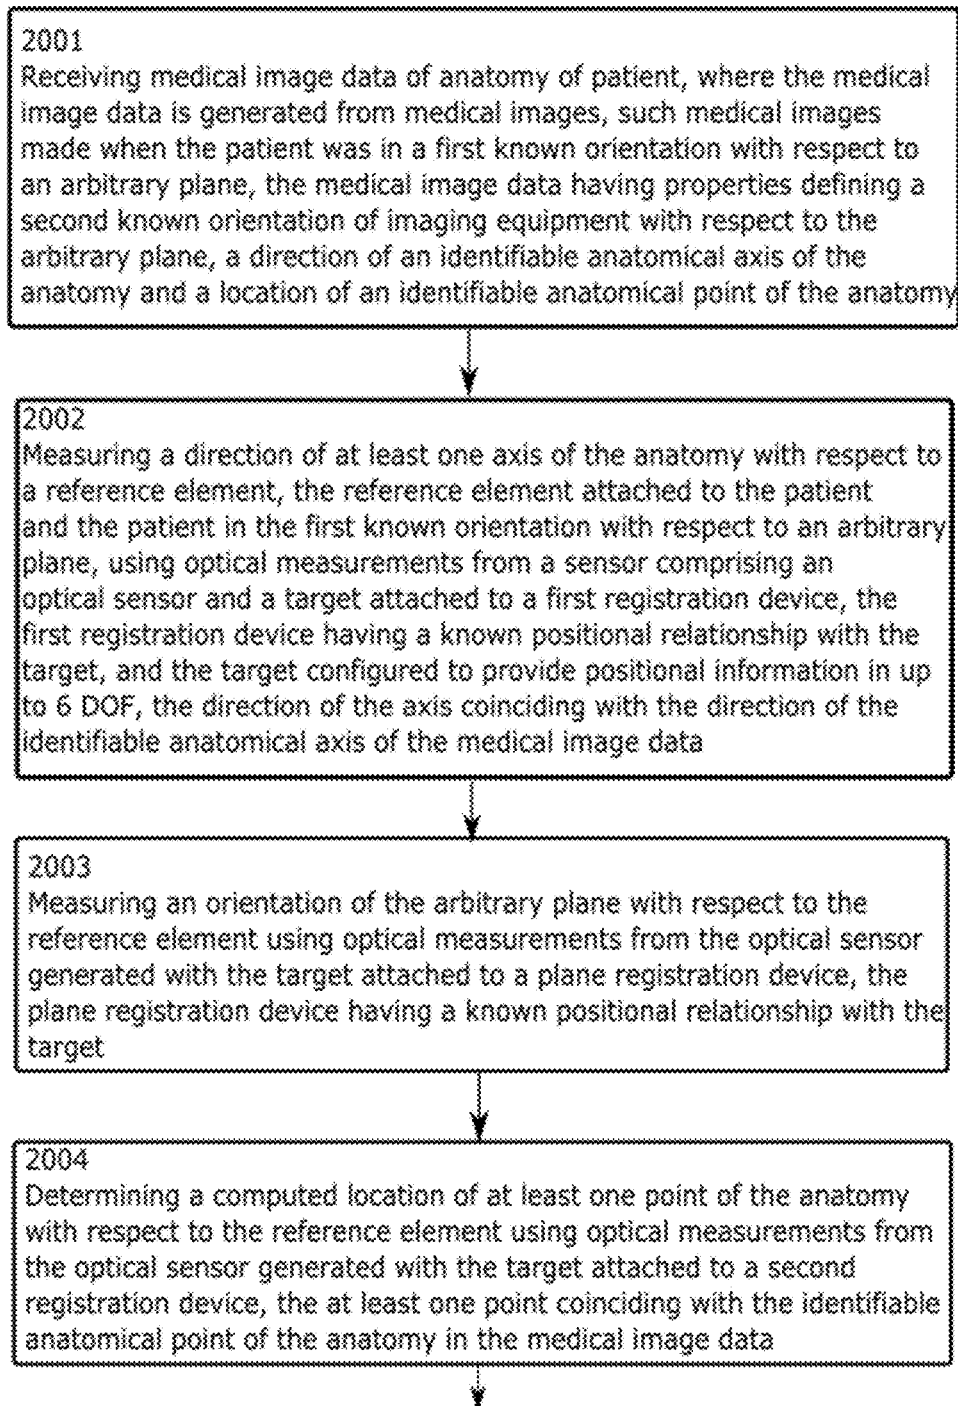 2001
Receiving medical image data of anatomy of patient, where the medical
image data is generated from medical images, such medical images
made when the patient was in a first known orientation with respect to
an arbitrary plane, the medical image data having properties defining a
second known orientation of imaging equipment with respect to the
arbitrary plane, a direction of an identifiable anatomical axis of the
anatomy and a location of an identifiable anatomical point of the anatomy
2002
Measuring a direction of at least one axis of the anatomy with respect to
a reference element, the reference element attached to the patient
and the patient in the first known orientation with respect to an arbitrary
plane, using optical measurements from a sensor comprising an
optical sensor and a target attached to a first registration device, the
first registration device having a known positional relationship with the
target, and the target configured to provide positional information in up
to 6 DOF, the direction of the axis coinciding with the direction of the
identifiable anatomical axis of the medical image data
2003
Measuring an orientation of the arbitrary plane with respect to the
reference element using optical measurements from the optical sensor
generated with the target attached to a plane registration device, the
plane registration device having a known positional relationship with the
target
2004
Determining a computed location of at least one point of the anatomy
with respect to the reference element using optical measurements from
the optical sensor generated with the target attached to a second
registration device, the at least one point coinciding with the identifiable
anatomical point of the anatomy in the medical image data